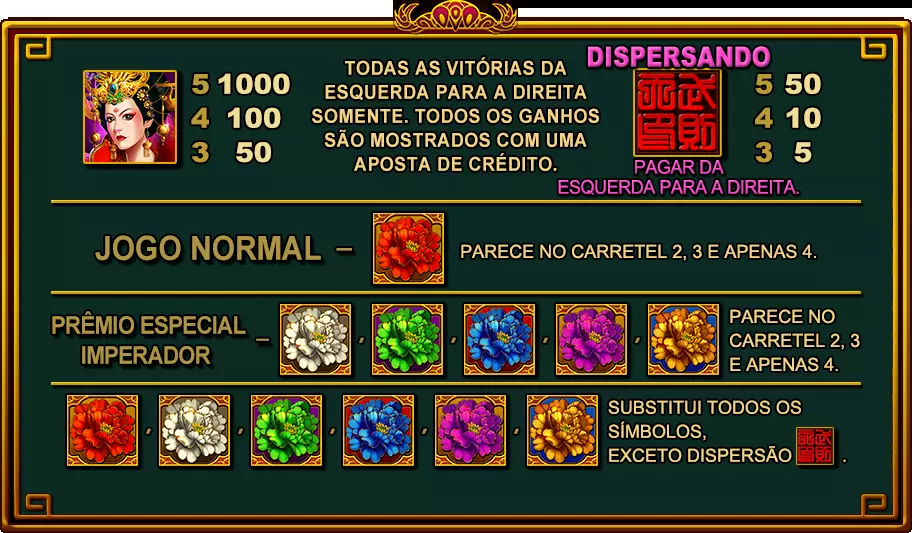 5 1000
4 100
3 50
TODAS AS VITÓRIAS DA
ESQUERDA PARA A DIREITA
SOMENTE. TODOS OS GANHOS
SÃO MOSTRADOS COM UMA
APOSTA DE CRÉDITO.
DISPERSANDO
5 50
4 10
3 5
PAGAR DA
ESQUERDA PARA A DIREITA.
JOGO NORMAL –
PARECE NO CARRETEL 2, 3 E APENAS 4.
PRÊMIO ESPECIAL
IMPERADOR –
, , , ,
PARECE NO
CARRETEL 2, 3
E APENAS 4.
, , , , ,
SUBSTITUI TODOS OS
SÍMBOLOS,
EXCETO DISPERSÃO .